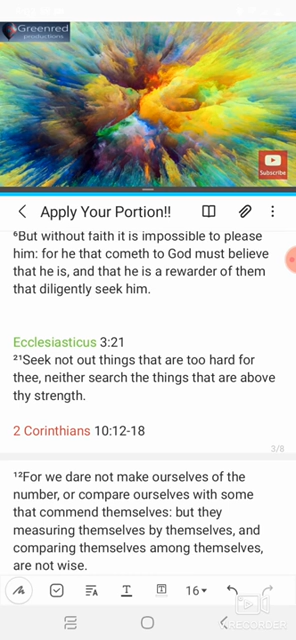 Greenred
productions
Subscribe
Apply Your Portion!!
⁶But without faith it is impossible to please
him: for he that cometh to God must believe
that he is, and that he is a rewarder of them
that diligently seek him.
Ecclesiasticus 3:21
²¹Seek not out things that are too hard for
thee, neither search the things that are above
thy strength.
2 Corinthians 10:12-18
3/8
¹²For we dare not make ourselves of the
number, or compare ourselves with some
that commend themselves: but they
measuring themselves by themselves, and
comparing themselves among themselves,
are not wise.
16
RECORDER